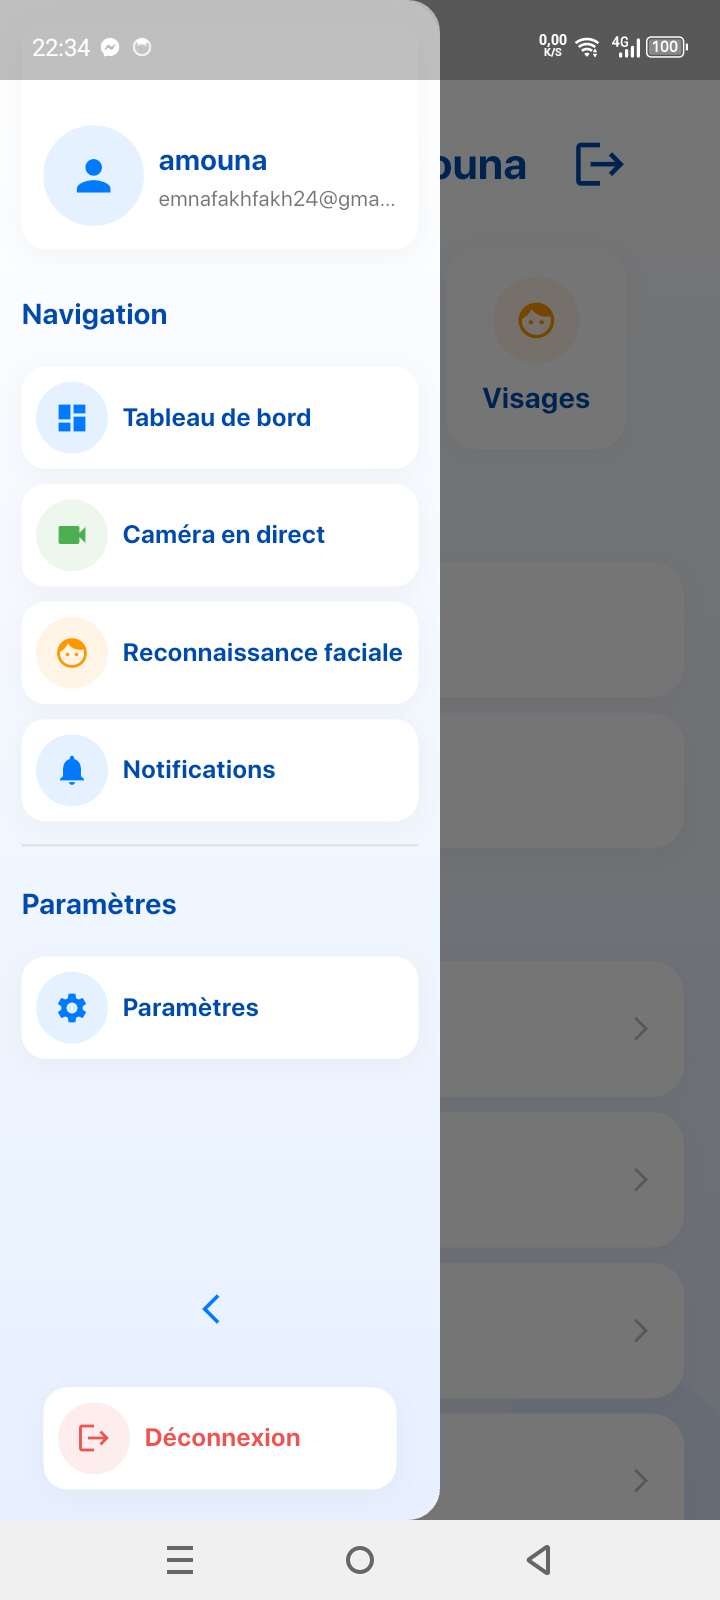 22:34
0,00
K/S
4G
100
amouna
emnafakhfakh24@gma...
ouna
Navigation
Visages
Tableau de bord
Caméra en direct
Reconnaissance faciale
Notifications
Paramètres
Paramètres
Déconnexion